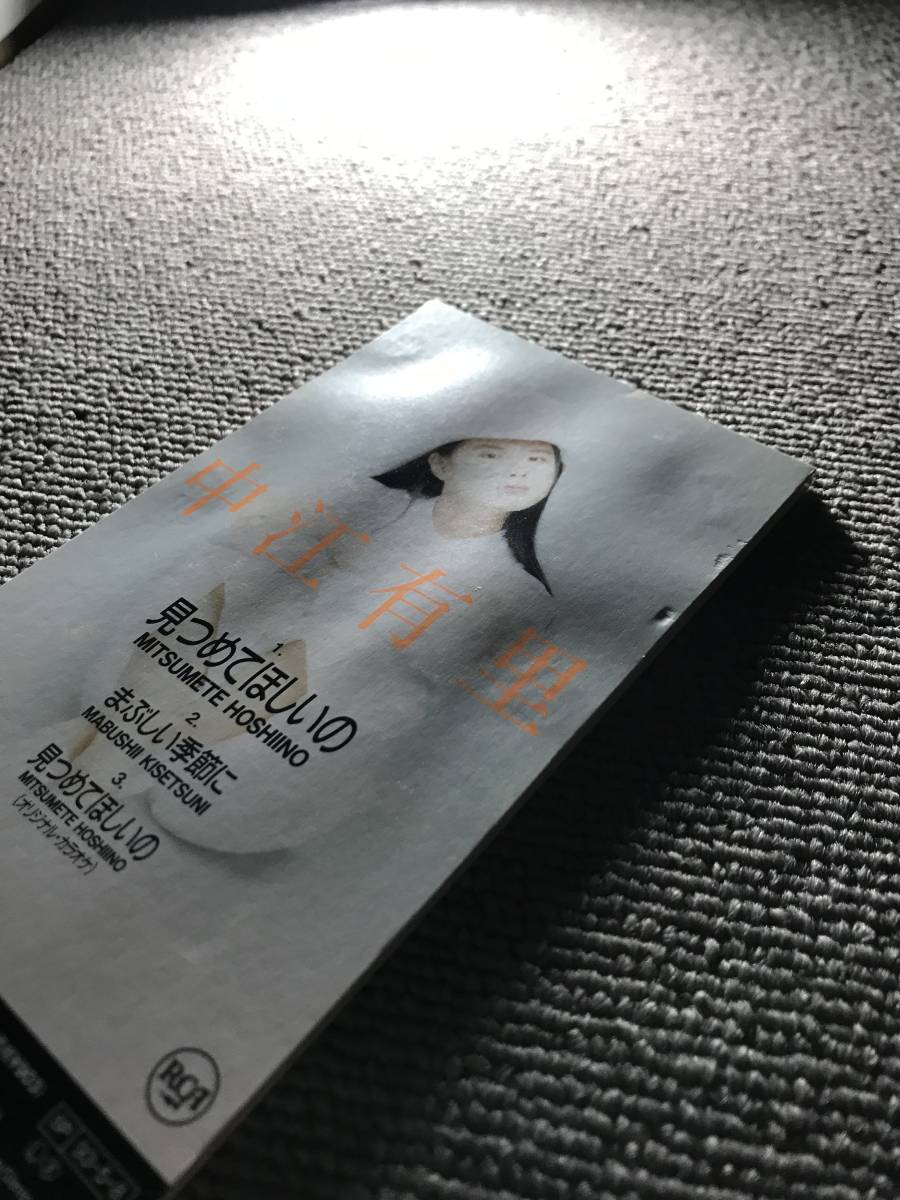 中江有里
1.
見つめてほしいの
MITSUMETE HOSHIINO
2.
まぶしい季節に
MABUSHII KISETSUNI
3.
見つめてほしいの
MITSUMETE HOSHIINO
(オリジナル・カラオケ)
RCA